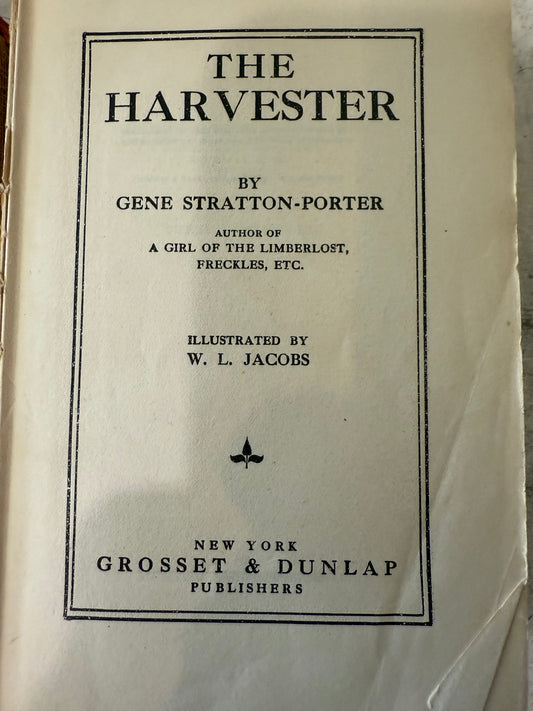 THE
HARVESTER
BY
GENE STRATTON-PORTER
AUTHOR OF
A GIRL OF THE LIMBERLOST,
FRECKLES, ETC.
ILLUSTRATED BY
W. L. JACOBS
NEW YORK
GROSSET & DUNLAP
PUBLISHERS